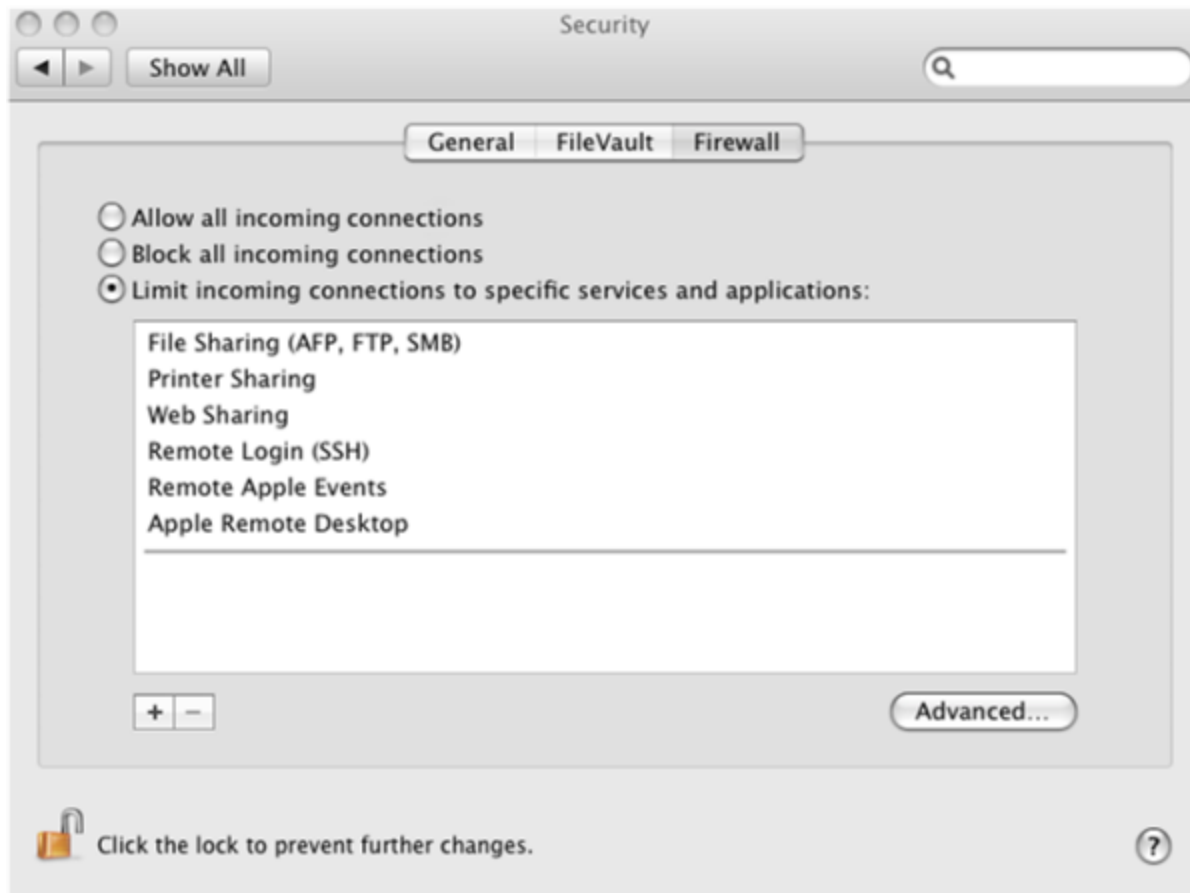 Security
Show All
General FileVault Firewall
Allow all incoming connections
Block all incoming connections
Limit incoming connections to specific services and applications:
File Sharing (AFP, FTP, SMB)
Printer Sharing
Web Sharing
Remote Login (SSH)
Remote Apple Events
Apple Remote Desktop
+ − Advanced...
Click the lock to prevent further changes. ?